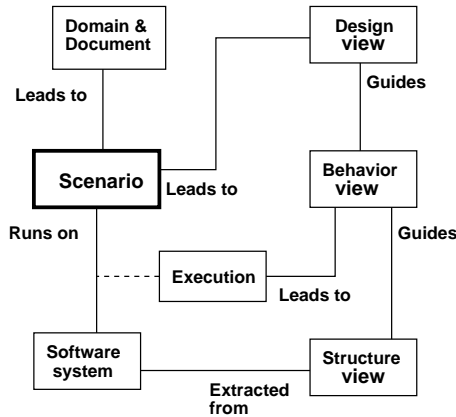 Domain &
Document
Design
view
Leads to
Guides
Scenario
Leads to
Behavior
view
Runs on
Guides
Execution
Leads to
Software
system
Structure
view
Extracted
from